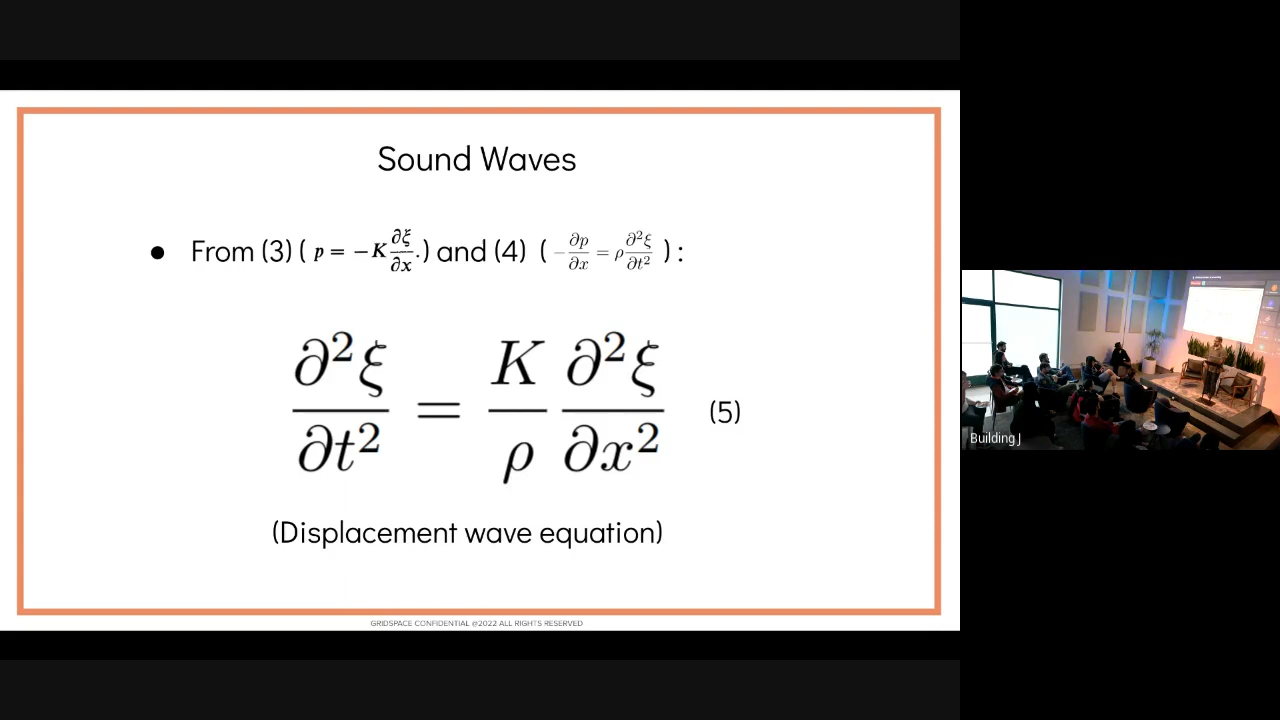 Sound Waves
● From (3) ( p = −K ∂ξ/∂x . ) and (4) ( −∂p/∂x = ρ ∂²ξ/∂t² ) :
∂²ξ/∂t² = K/ρ ∂²ξ/∂x² (5)
(Displacement wave equation)
GRIDSPACE CONFIDENTIAL @2022 ALL RIGHTS RESERVED
Building J